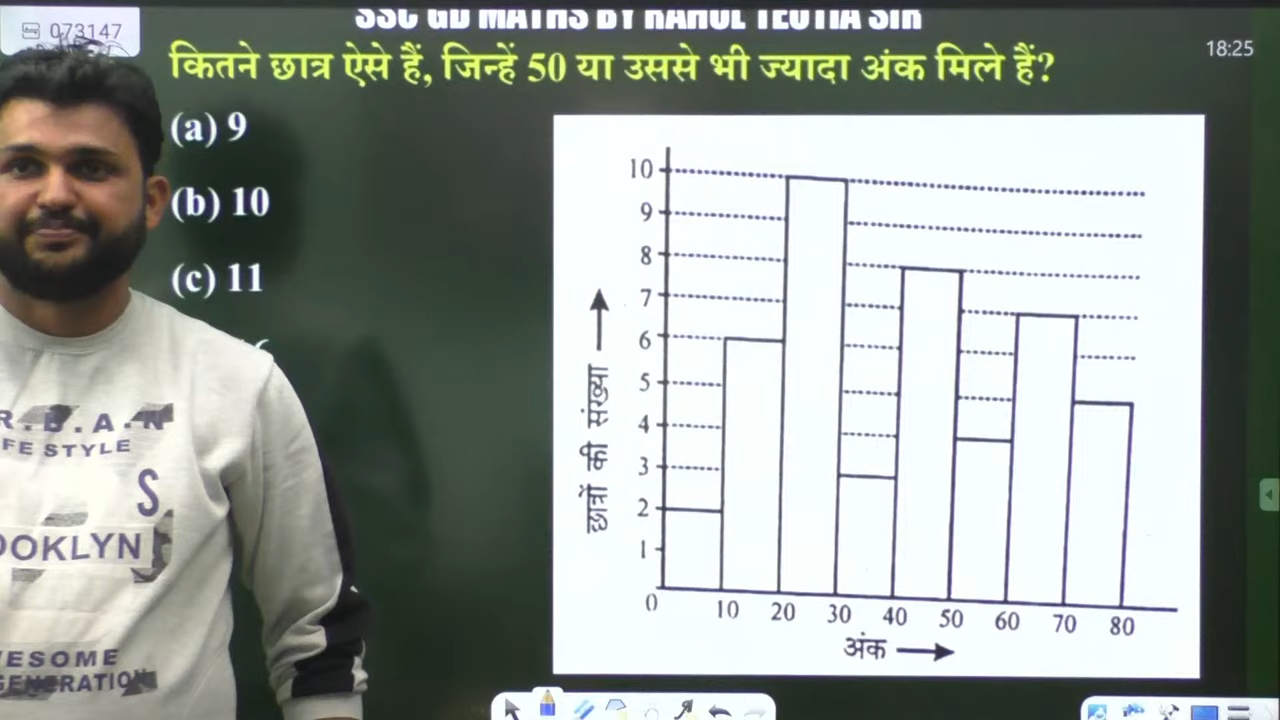 073147
SSC GD MATHS BY RAHUL TEOTIA SIR
18:25
कितने छात्र ऐसे हैं, जिन्हें 50 या उससे भी ज्यादा अंक मिले हैं?
(a) 9
(b) 10
(c) 11
10
9
8
7
6
5
4
3
2
1
0
10 20 30 40 50 60 70 80
छात्रों की संख्या
अंक
FE STYLE
S
OOKLYN
ESOME
GENERATION